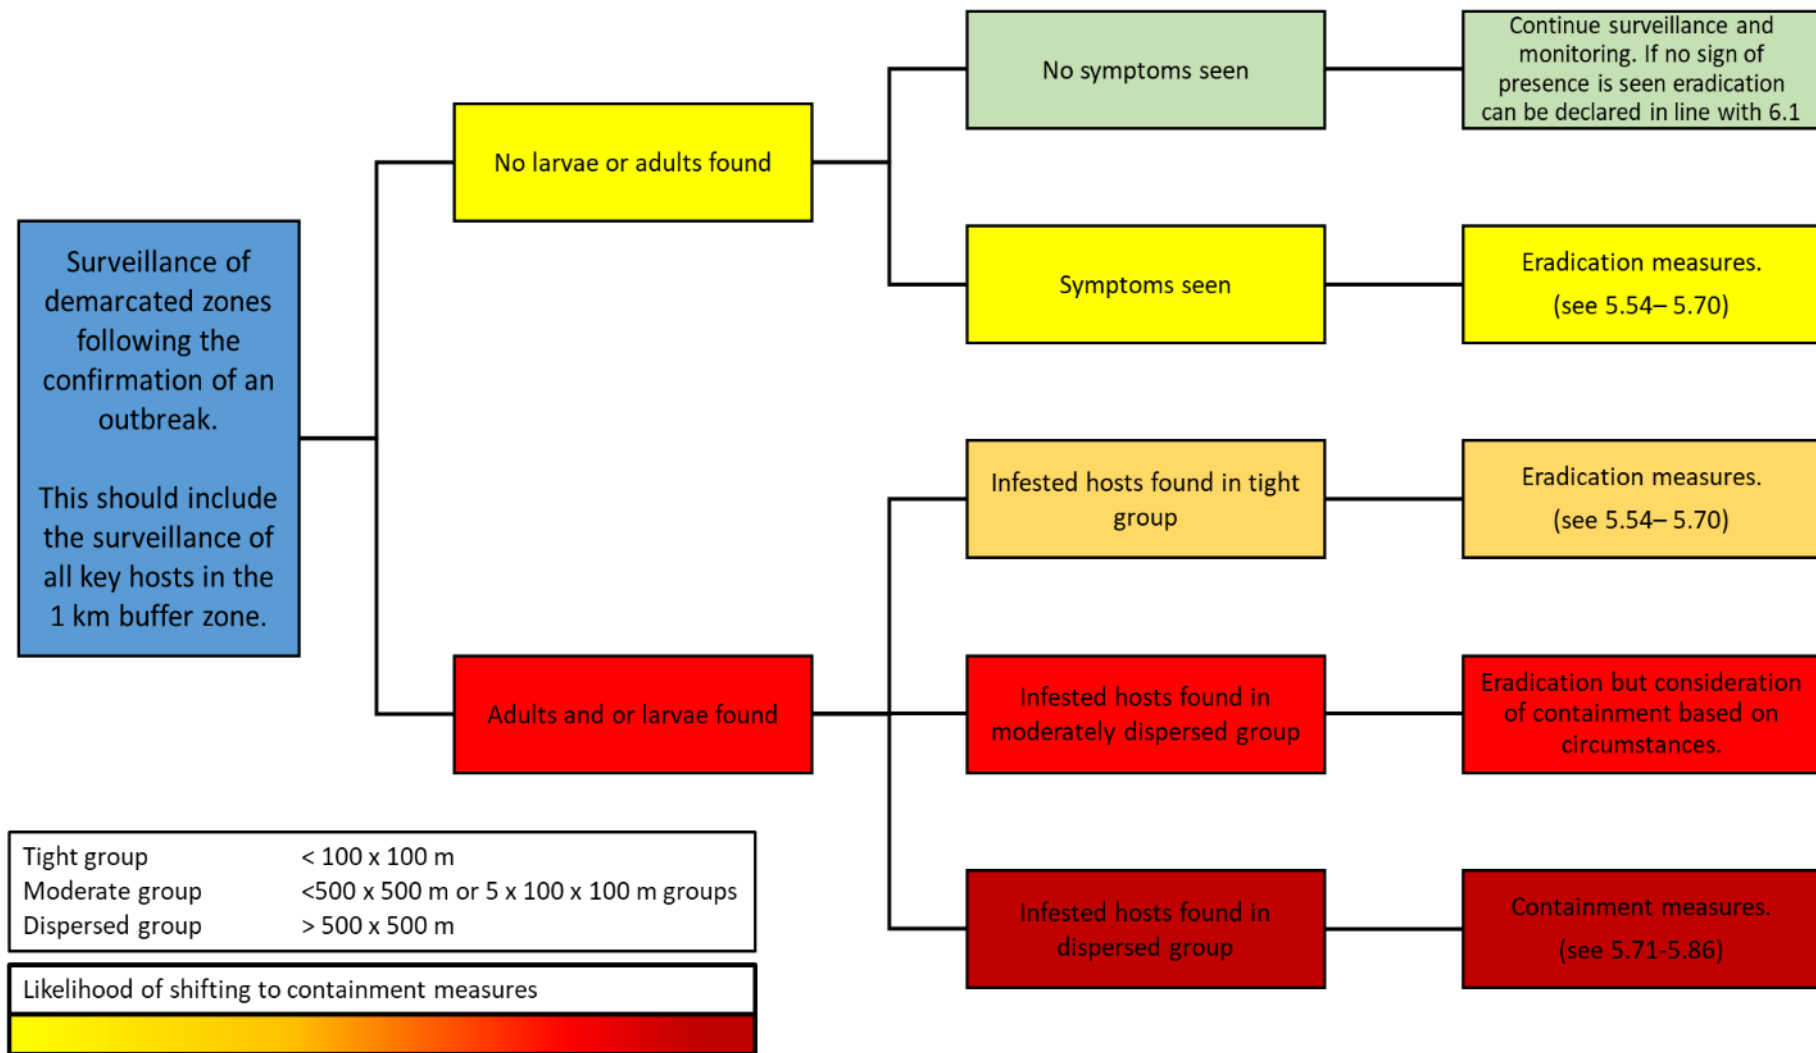 Surveillance of
demarcated zones
following the
confirmation of an
outbreak.
This should include
the surveillance of
all key hosts in the
1 km buffer zone.
No larvae or adults found
Adults and or larvae found
No symptoms seen
Symptoms seen
Infested hosts found in tight
group
Infested hosts found in
moderately dispersed group
Infested hosts found in
dispersed group
Continue surveillance and
monitoring. If no sign of
presence is seen eradication
can be declared in line with 6.1
Eradication measures.
(see 5.54– 5.70)
Eradication measures.
(see 5.54– 5.70)
Eradication but consideration
of containment based on
circumstances.
Containment measures.
(see 5.71-5.86)
Tight group < 100 x 100 m
Moderate group <500 x 500 m or 5 x 100 x 100 m groups
Dispersed group > 500 x 500 m
Likelihood of shifting to containment measures